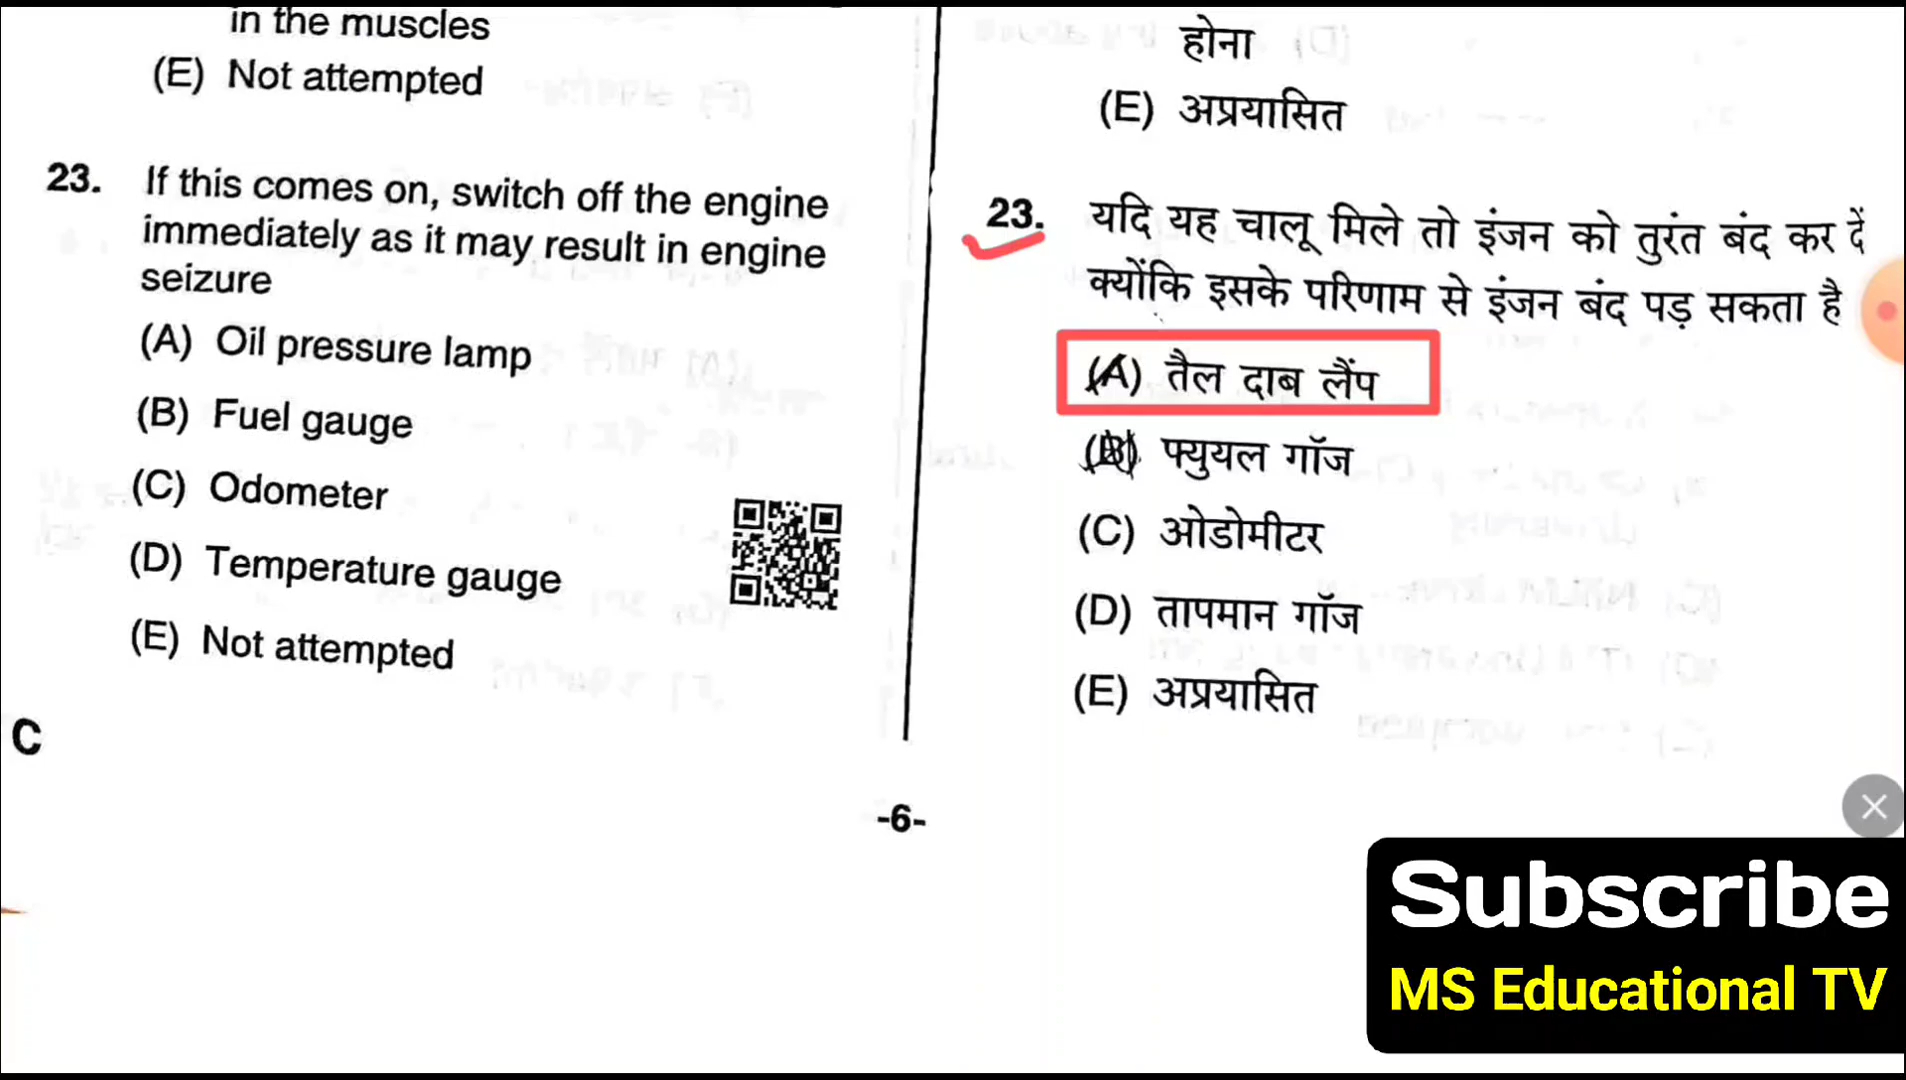 in the muscles
(E) Not attempted
23. If this comes on, switch off the engine
immediately as it may result in engine
seizure
(A) Oil pressure lamp
(B) Fuel gauge
(C) Odometer
(D) Temperature gauge
(E) Not attempted
C
होना
(E) अप्रयासित
23. यदि यह चालू मिले तो इंजन को तुरंत बंद कर दें
क्योंकि इसके परिणाम से इंजन बंद पड़ सकता है
(A) तैल दाब लैंप
(B) फ्युयल गॉज
(C) ओडोमीटर
(D) तापमान गॉज
(E) अप्रयासित
-6-
Subscribe
MS Educational TV